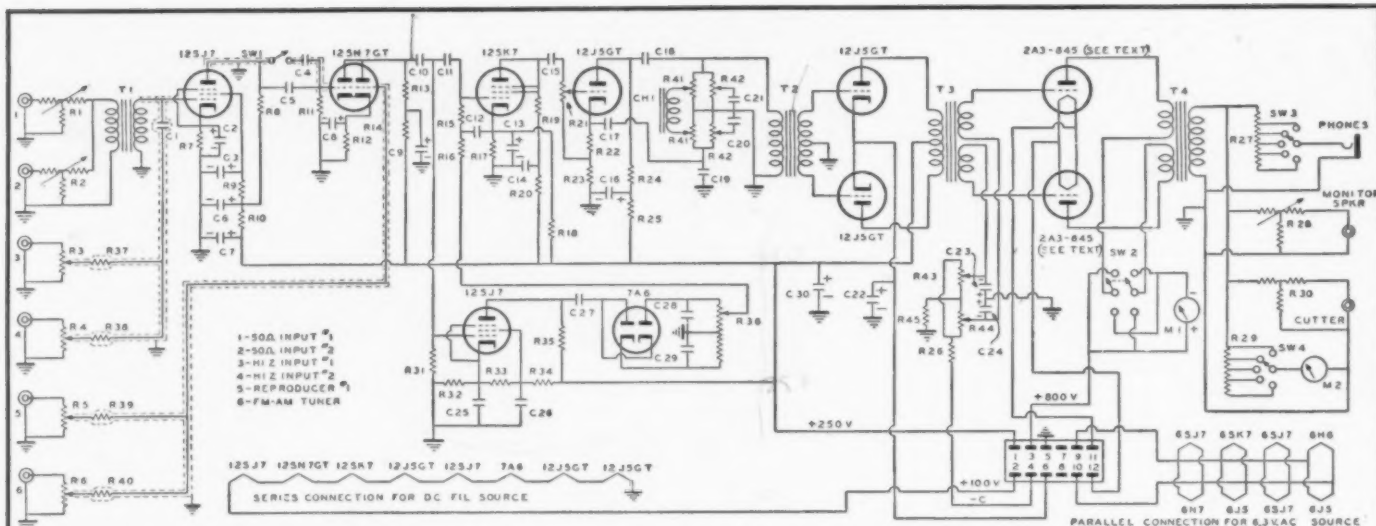 12SJ7
SW1
12SN7GT
12SK7
12J5GT
12J5GT
2A3-845 (SEE TEXT)
T1
T2
T3
T4
R1
C1
R7
C2
C3
R9
C6
R10
C7
R8
C5
C4
R11
C8
R12
R14
R13
C10
C11
C9
R15
R16
C12
R17
C13
C14
C15
R19
R20
R18
R21
C17
R22
R23
C16
R24
R25
C18
CH1
R41
R41
R42
R42
C21
C20
C19
12J5GT
2A3-845
(SEE TEXT)
SW2
M1
R27
SW3
PHONES
MONITOR
SPKR
R28
R30
CUTTER
R29
SW4
M2
1
2
R2
3
R3
R37
4
R4
R38
5
R5
R39
6
R6
R40
1-50Ω INPUT #1
2-50Ω INPUT #2
3-HI Z INPUT #1
4-HI Z INPUT #2
5-REPRODUCER #1
6-FM-AM TUNER
12SJ7
7A6
R31
R32
R33
R34
C25
C26
C27
R35
C28
C29
R36
C30
C22
R43
R44
R45
R26
C23
C24
+800V
+250V
+100V
-C
1 3 5 7 9 11
2 4 6 8 10 12
12SJ7 12SN7GT 12SK7 12J5GT 12SJ7 7A6 12J5GT 12J5GT
SERIES CONNECTION FOR DC FIL SOURCE
6SJ7 6SK7 6SJ7 6H6
6N7 6J5 6SJ7 6J5
PARALLEL CONNECTION FOR 6.3V.AC SOURCE